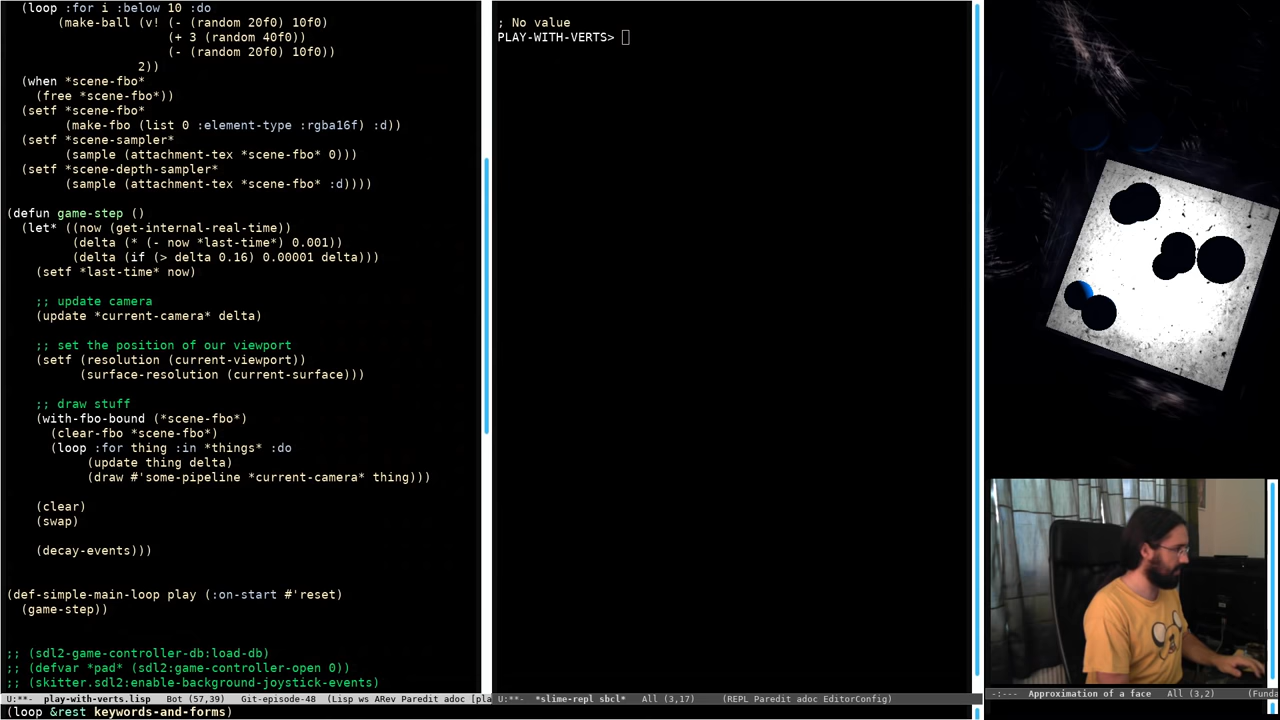 (loop :for i :below 10 :do
(make-ball (v! (- (random 20f0) 10f0)
(+ 3 (random 40f0))
(- (random 20f0) 10f0))
2))
(when *scene-fbo*
(free *scene-fbo*))
(setf *scene-fbo*
(make-fbo (list 0 :element-type :rgba16f) :d))
(setf *scene-sampler*
(sample (attachment-tex *scene-fbo* 0)))
(setf *scene-depth-sampler*
(sample (attachment-tex *scene-fbo* :d))))
(defun game-step ()
(let* ((now (get-internal-real-time))
(delta (* (- now *last-time*) 0.001))
(delta (if (> delta 0.16) 0.00001 delta)))
(setf *last-time* now)
;; update camera
(update *current-camera* delta)
;; set the position of our viewport
(setf (resolution (current-viewport))
(surface-resolution (current-surface)))
;; draw stuff
(with-fbo-bound (*scene-fbo*)
(clear-fbo *scene-fbo*)
(loop :for thing :in *things* :do
(update thing delta)
(draw #'some-pipeline *current-camera* thing)))
(clear)
(swap)
(decay-events)))
(def-simple-main-loop play (:on-start #'reset)
(game-step))
;; (sdl2-game-controller-db:load-db)
;; (defvar *pad* (sdl2:game-controller-open 0))
;; (skitter.sdl2:enable-background-joystick-events)
U:**- play-with-verts.lisp Bot (57,39) Git-episode-48 (Lisp ws ARev Paredit adoc [pla
(loop &rest keywords-and-forms)
; No value
PLAY-WITH-VERTS>
U:**- *slime-repl sbcl* All (3,17) (REPL Paredit adoc EditorConfig)
-:--- Approximation of a face All (3,2) (Funda